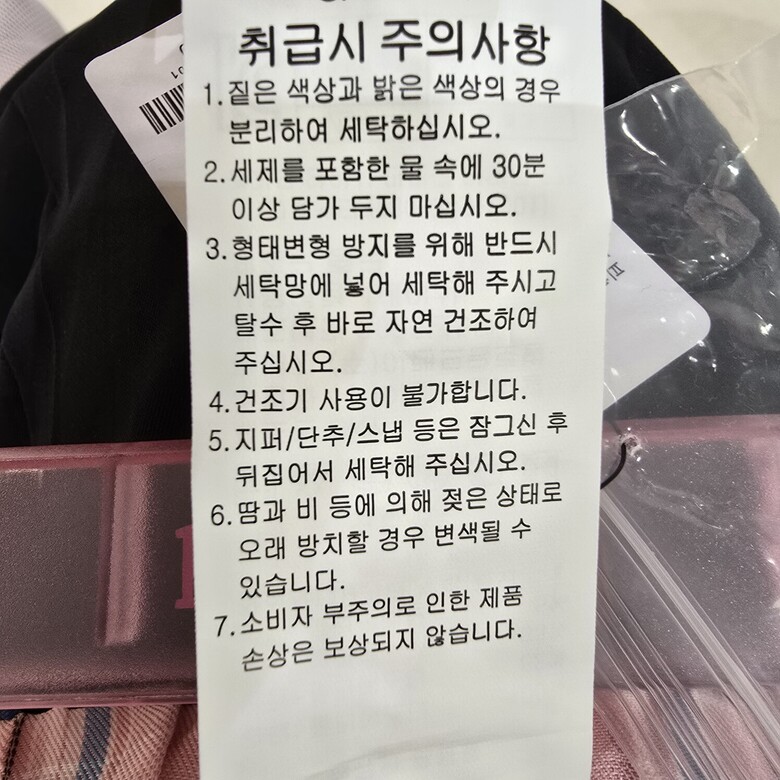 취급시 주의사항
1. 짙은 색상과 밝은 색상의 경우
분리하여 세탁하십시오.
2. 세제를 포함한 물 속에 30분
이상 담가 두지 마십시오.
3. 형태변형 방지를 위해 반드시
세탁망에 넣어 세탁해 주시고
탈수 후 바로 자연 건조하여
주십시오.
4. 건조기 사용이 불가합니다.
5. 지퍼/단추/스냅 등은 잠그신 후
뒤집어서 세탁해 주십시오.
6. 땀과 비 등에 의해 젖은 상태로
오래 방치할 경우 변색될 수
있습니다.
7. 소비자 부주의로 인한 제품
손상은 보상되지 않습니다.